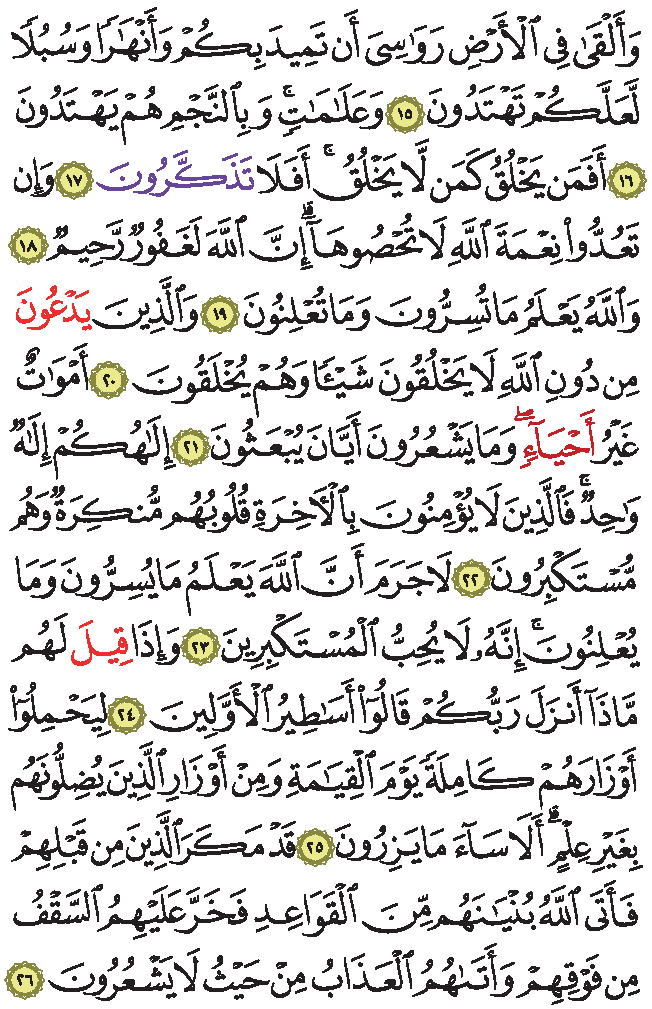 وَأَلْقَىٰ فِي ٱلْأَرْضِ رَوَٰسِيَ أَن تَمِيدَ بِكُمْ وَأَنْهَٰرًا وَسُبُلًا
لَّعَلَّكُمْ تَهْتَدُونَ ١٥ وَعَلَٰمَٰتٍۚ وَبِٱلنَّجْمِ هُمْ يَهْتَدُونَ
١٦ أَفَمَن يَخْلُقُ كَمَن لَّا يَخْلُقُۚ أَفَلَا تَذَكَّرُونَ ١٧ وَإِن
تَعُدُّوا۟ نِعْمَةَ ٱللَّهِ لَا تُحْصُوهَآۗ إِنَّ ٱللَّهَ لَغَفُورٌ رَّحِيمٌ ١٨
وَٱللَّهُ يَعْلَمُ مَا تُسِرُّونَ وَمَا تُعْلِنُونَ ١٩ وَٱلَّذِينَ يَدْعُونَ
مِن دُونِ ٱللَّهِ لَا يَخْلُقُونَ شَيْـًٔا وَهُمْ يُخْلَقُونَ ٢٠ أَمْوَٰتٌ
غَيْرُ أَحْيَآءٍۖ وَمَا يَشْعُرُونَ أَيَّانَ يُبْعَثُونَ ٢١ إِلَٰهُكُمْ إِلَٰهٌ
وَٰحِدٌۚ فَٱلَّذِينَ لَا يُؤْمِنُونَ بِٱلْأٓخِرَةِ قُلُوبُهُم مُّنكِرَةٌ وَهُم
مُّسْتَكْبِرُونَ ٢٢ لَا جَرَمَ أَنَّ ٱللَّهَ يَعْلَمُ مَا يُسِرُّونَ وَمَا
يُعْلِنُونَۚ إِنَّهُۥ لَا يُحِبُّ ٱلْمُسْتَكْبِرِينَ ٢٣ وَإِذَا قِيلَ لَهُم
مَّاذَآ أَنزَلَ رَبُّكُمْ قَالُوٓا۟ أَسَٰطِيرُ ٱلْأَوَّلِينَ ٢٤ لِيَحْمِلُوٓا۟
أَوْزَارَهُمْ كَامِلَةً يَوْمَ ٱلْقِيَٰمَةِ وَمِنْ أَوْزَارِ ٱلَّذِينَ يُضِلُّونَهُم
بِغَيْرِ عِلْمٍۗ أَلَا سَآءَ مَا يَزِرُونَ ٢٥ قَدْ مَكَرَ ٱلَّذِينَ مِن قَبْلِهِمْ
فَأَتَى ٱللَّهُ بُنْيَٰنَهُم مِّنَ ٱلْقَوَاعِدِ فَخَرَّ عَلَيْهِمُ ٱلسَّقْفُ
مِن فَوْقِهِمْ وَأَتَىٰهُمُ ٱلْعَذَابُ مِنْ حَيْثُ لَا يَشْعُرُونَ ٢٦